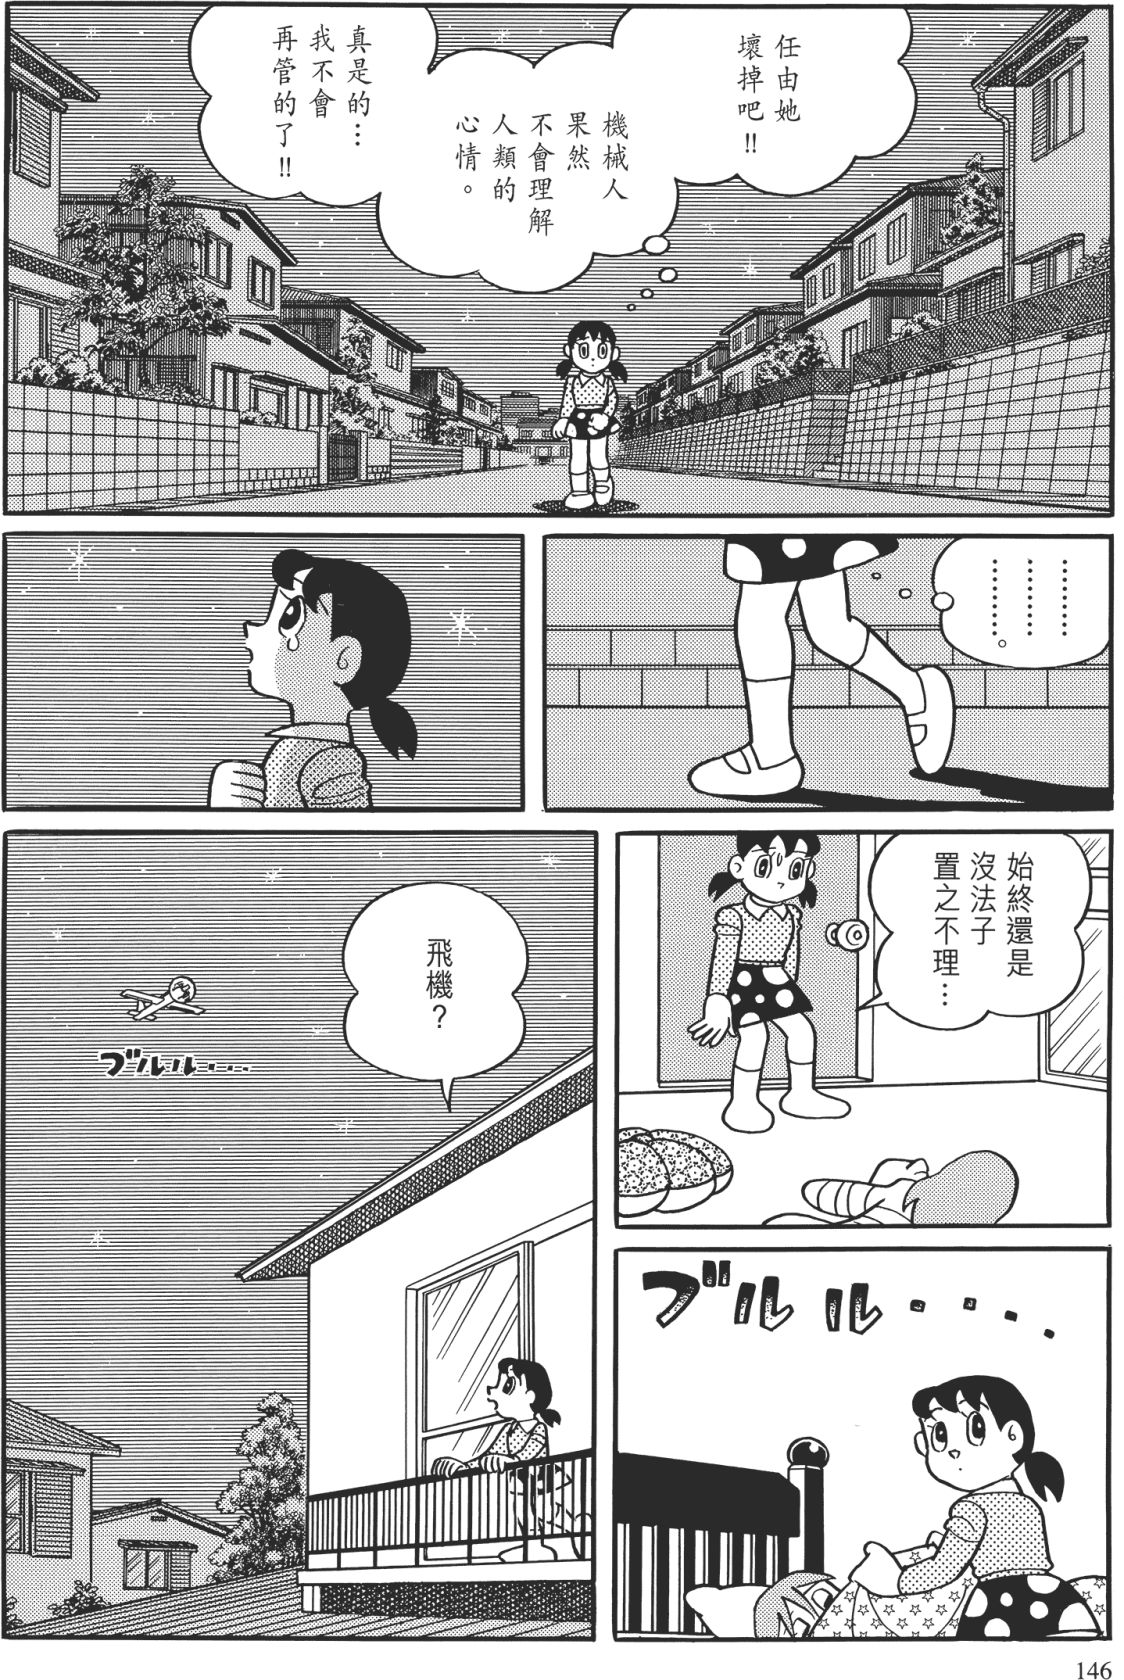 任由她
壞掉吧!!
機械人
果然
不會理解
人類的
心情。
真是的…
我不會
再管的了!!
………
………
………。
始終還是
沒法子
置之不理…
ブルル・・・・
飛機？
ブルル・・・・
146